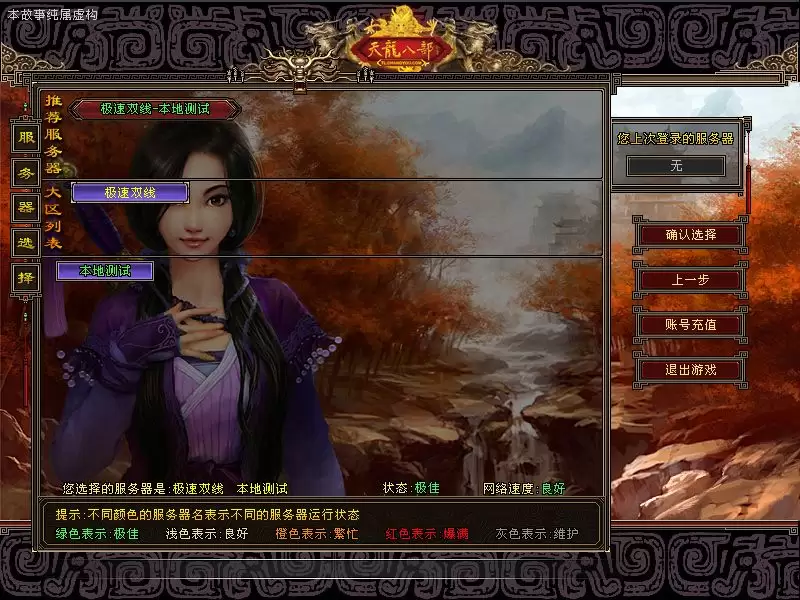 本故事纯属虚构
天龍八部
TL.CHANGYOU.COM
服务器选择
推荐服务器
大区列表
极速双线-本地测试
极速双线
本地测试
您上次登录的服务器
无
确认选择
上一步
账号充值
退出游戏
您选择的服务器是:极速双线 本地测试 状态:极佳 网络速度:良好
提示:不同颜色的服务器名表示不同的服务器运行状态
绿色表示:极佳 浅色表示:良好 橙色表示:繁忙 红色表示:爆满 灰色表示:维护